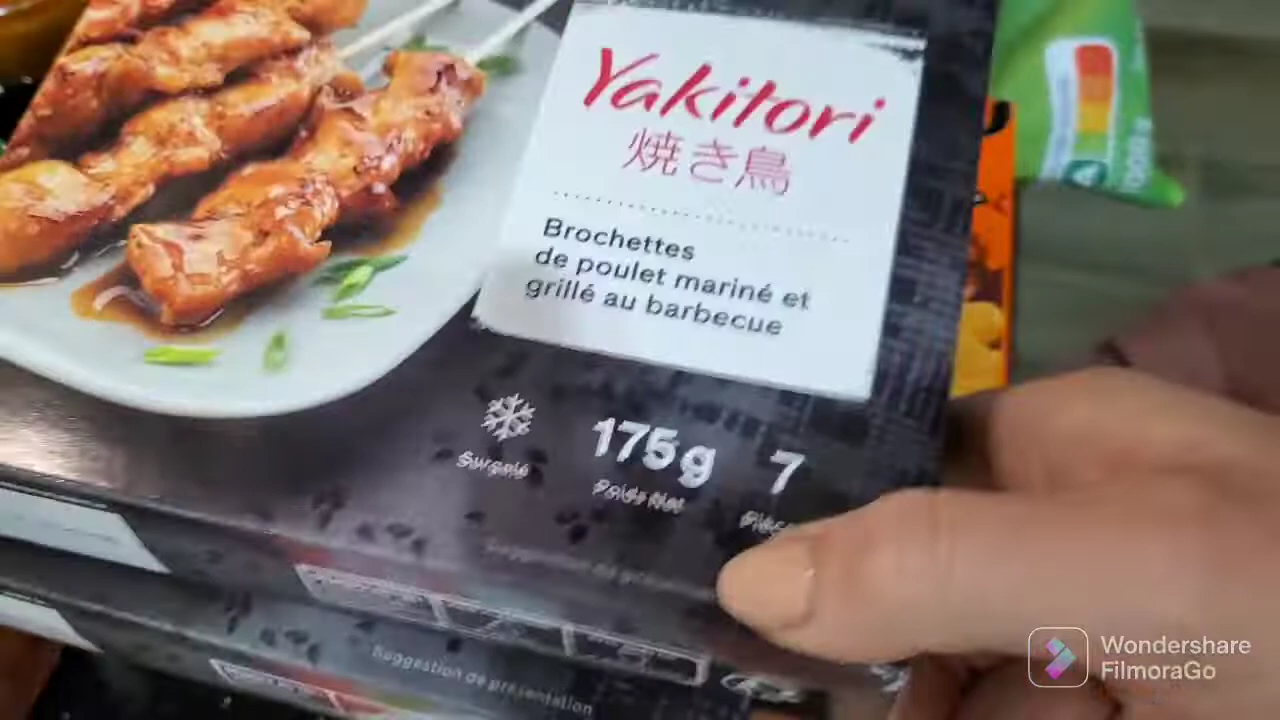 Yakitori
焼き鳥
Brochettes
de poulet mariné et
grillé au barbecue
175g
7
Surgelé
Poids Net
Suggestion de présentation
Wondershare
FilmoraGo